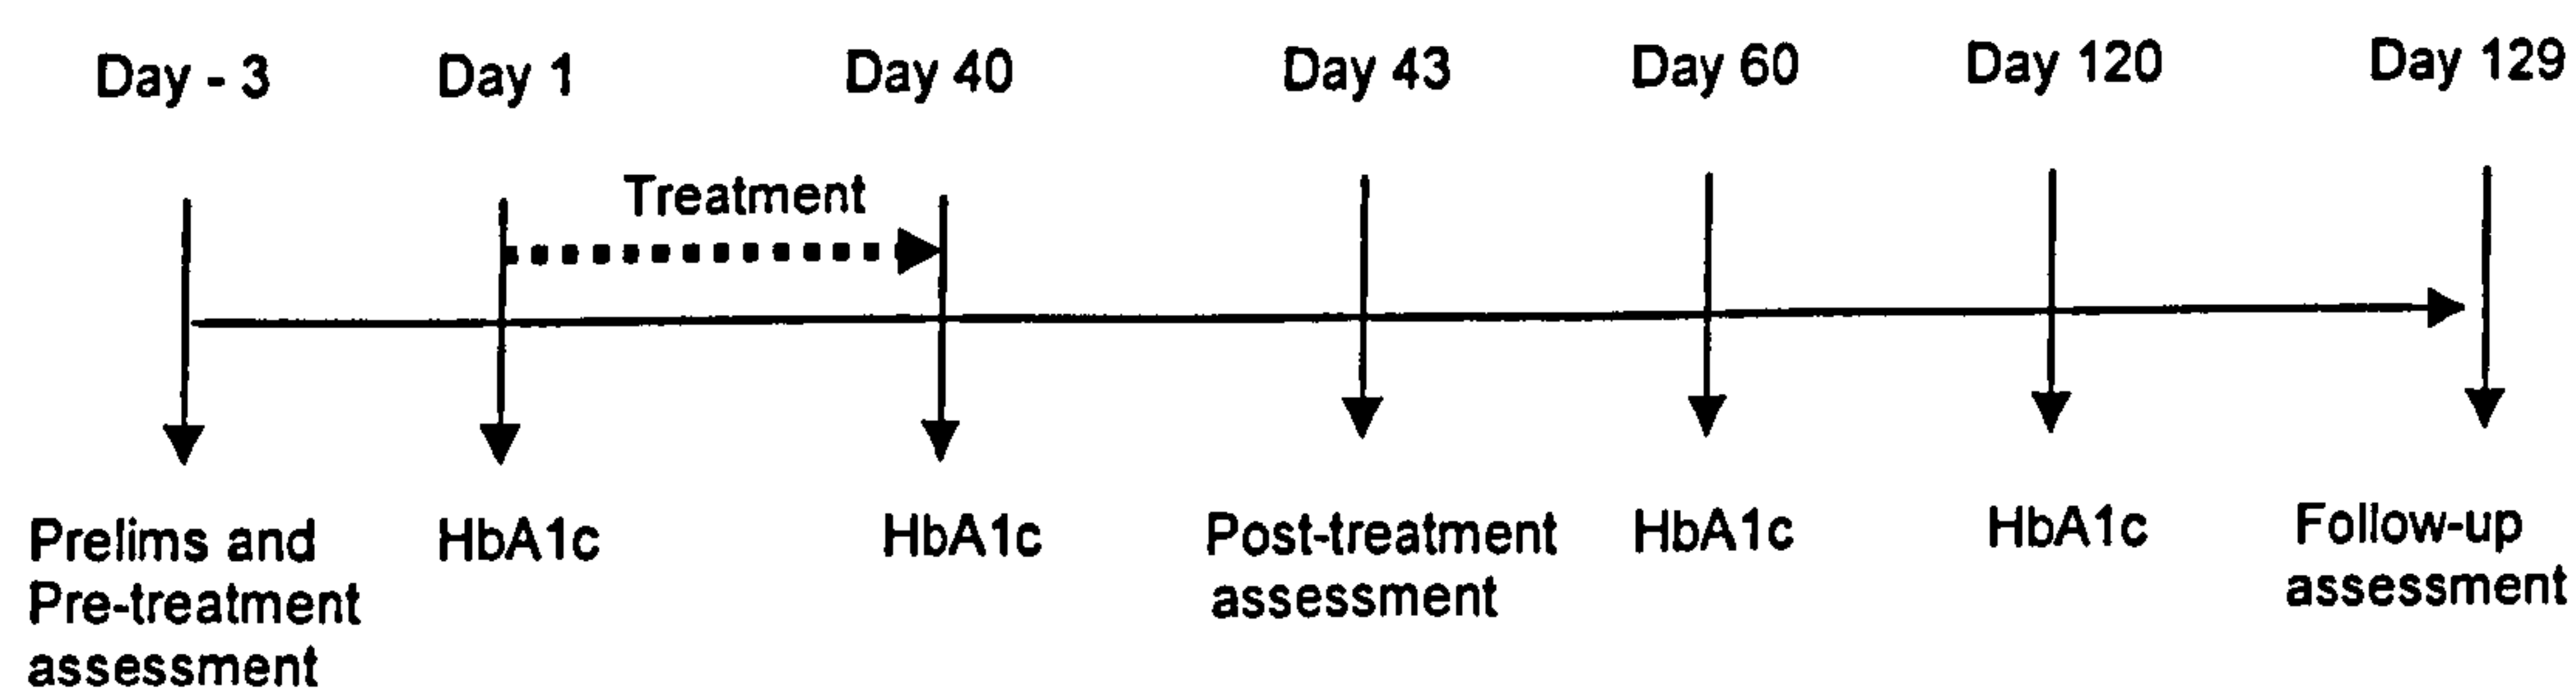 Day - 3 Day 1 Day 40 Day 43 Day 60 Day 120 Day 129
Treatment
Prelims and
Pre-treatment
assessment
HbA1c
HbA1c
Post-treatment
assessment
HbA1c
HbA1c
Follow-up
assessment